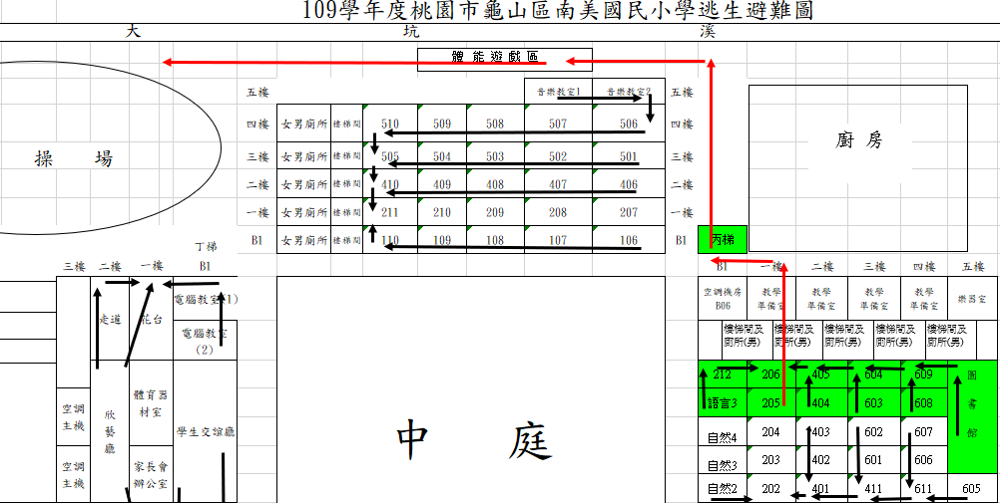 109學年度桃園市龜山區南美國民小學逃生避難圖
大 坑 溪
體 能 遊 戲 區
五樓 音樂教室1 音樂教室2 五樓
四樓 女男廁所 樓梯間 510 509 508 507 506 四樓
三樓 女男廁所 樓梯間 505 504 503 502 501 三樓
二樓 女男廁所 樓梯間 410 409 408 407 406 二樓
一樓 女男廁所 樓梯間 211 210 209 208 207 一樓
B1 女男廁所 樓梯間 110 109 108 107 106 B1
操 場
廚 房
丙梯
丁梯
三樓 二樓 一樓 B1
電腦教室(1)
走道 花台
電腦教室
(2)
空調
主機
體育器
材室
欣
藝
廳
學生交誼廳
空調
主機
家長會
辦公室
中 庭
B1 一樓 二樓 三樓 四樓 五樓
空調機房
B06
教學
準備室
教學
準備室
教學
準備室
教學
準備室
樂器室
樓梯間及
廁所(男)
樓梯間及
廁所(男)
樓梯間及
廁所(男)
樓梯間及
廁所(男)
樓梯間及
廁所(男)
212 206 405 604 609
語言3 205 404 603 608
圖
書
館
自然4 204 403 602 607
自然3 203 402 601 606
自然2 202 401 411 611 605